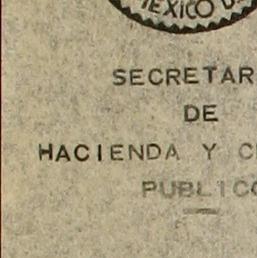 MEXICO D.
SECRETAR
DE
HACIENDA Y C
PUBLICO